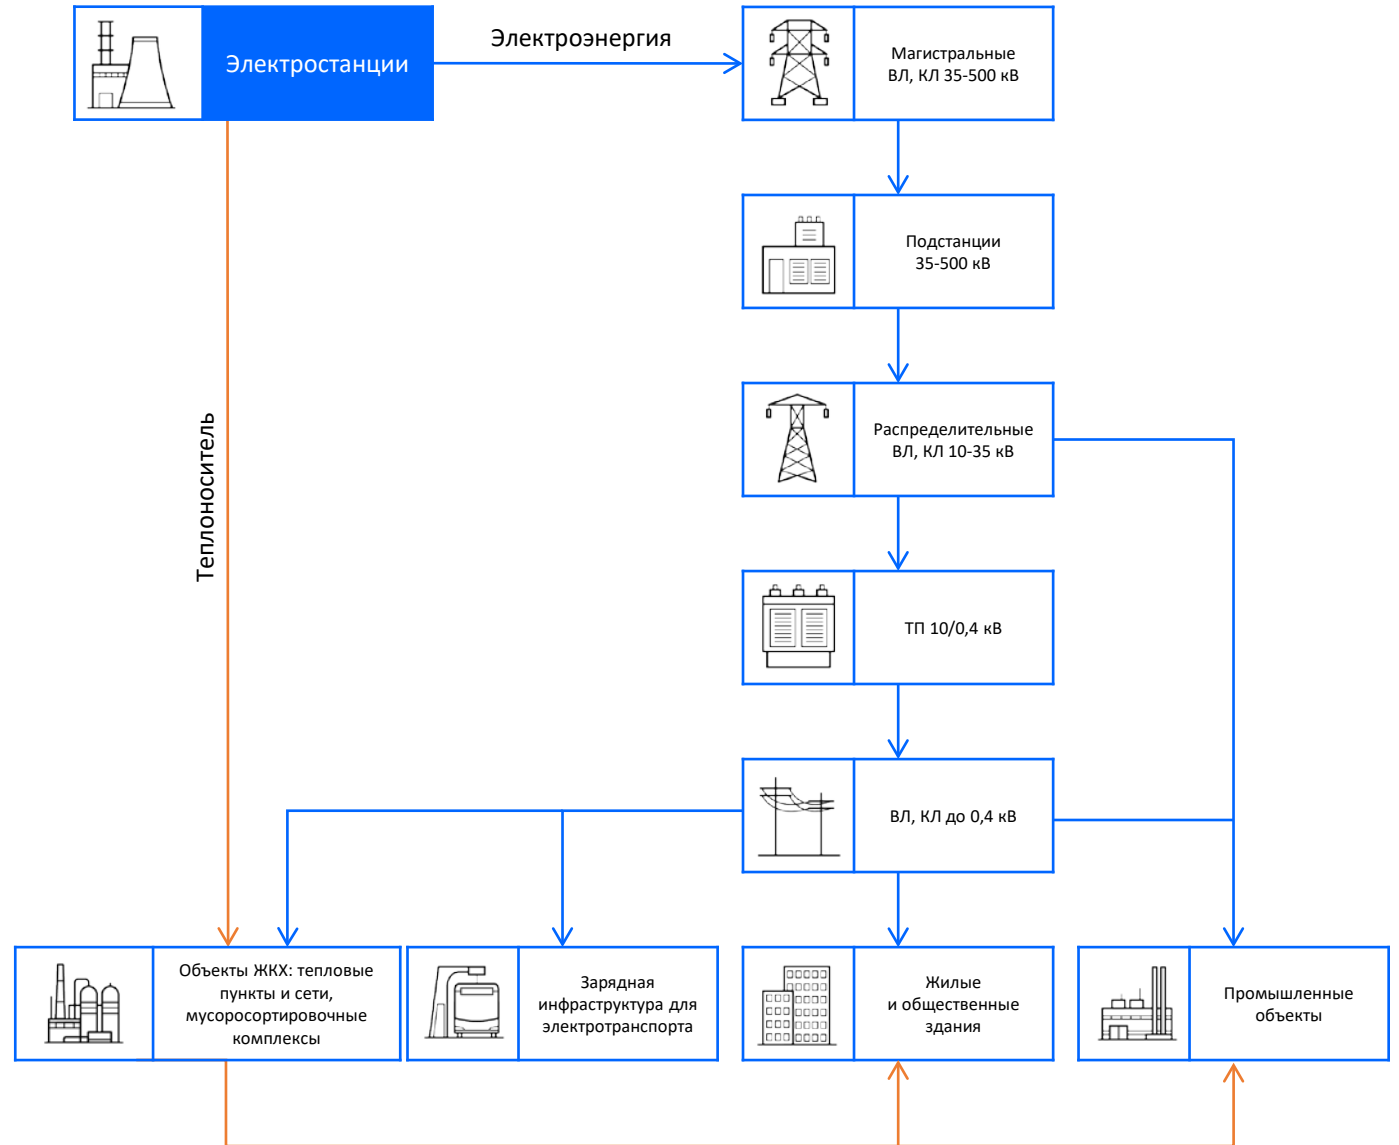 Электростанции
Электроэнергия
Магистральные
ВЛ, КЛ 35-500 кВ
Подстанции
35-500 кВ
Распределительные
ВЛ, КЛ 10-35 кВ
Теплоноситель
ТП 10/0,4 кВ
ВЛ, КЛ до 0,4 кВ
Объекты ЖКХ: тепловые
пункты и сети,
мусоросортировочные
комплексы
Зарядная
инфраструктура для
электротранспорта
Жилые
и общественные
здания
Промышленные
объекты